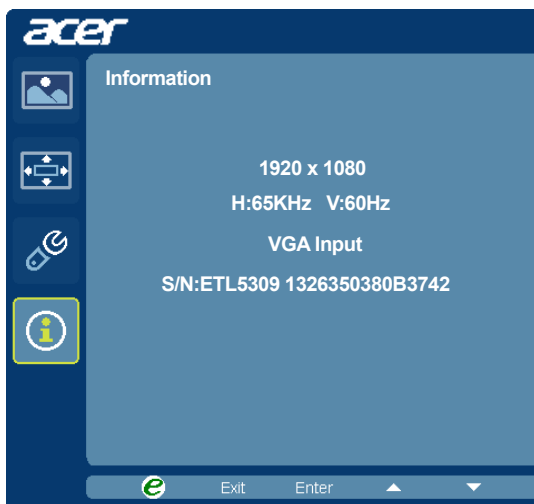 acer
Information
1920 x 1080
H:65KHz V:60Hz
VGA Input
S/N:ETL5309 1326350380B3742
e Exit Enter